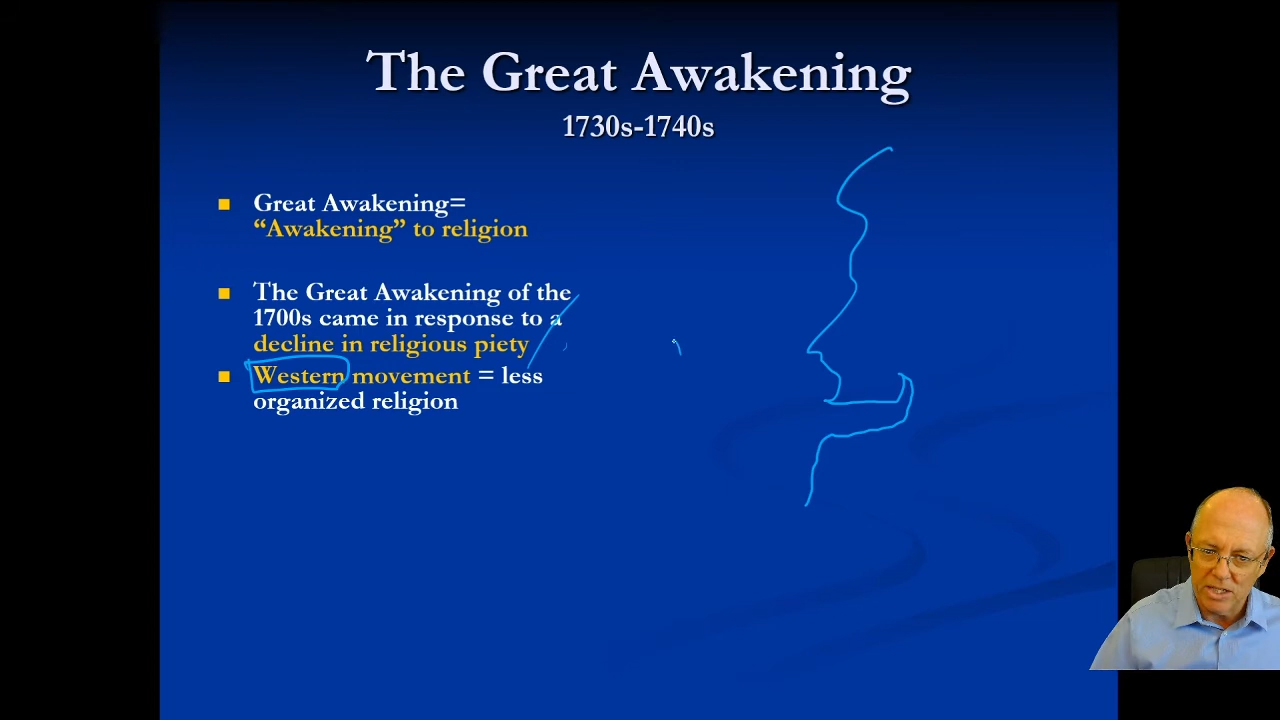 The Great Awakening
1730s-1740s
Great Awakening=
“Awakening” to religion
The Great Awakening of the
1700s came in response to a
decline in religious piety
Western movement = less
organized religion